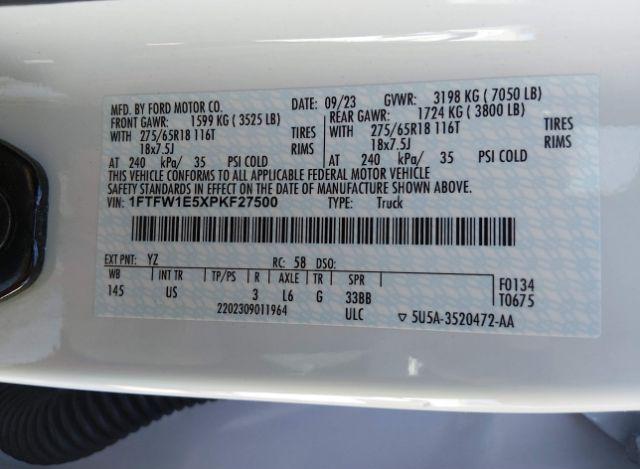 MFD. BY FORD MOTOR CO. DATE: 09/23 GVWR: 3198 KG ( 7050 LB)
FRONT GAWR: 1599 KG ( 3525 LB) REAR GAWR: 1724 KG ( 3800 LB)
WITH 275/65R18 116T TIRES WITH 275/65R18 116T TIRES
18x7.5J RIMS 18x7.5J RIMS
AT 240 kPa/ 35 PSI COLD AT 240 kPa/ 35 PSI COLD
THIS VEHICLE CONFORMS TO ALL APPLICABLE FEDERAL MOTOR VEHICLE
SAFETY STANDARDS IN EFFECT ON THE DATE OF MANUFACTURE SHOWN ABOVE.
VIN: 1FTFW1E5XPKF27500 TYPE: Truck
EXT PNT: YZ RC: 58 DSO:
WB INT TR TP/PS R AXLE TR SPR
145 US 3 L6 G 33BB
F0134
T0675
2202309011964 ULC ▽ 5U5A-3520472-AA